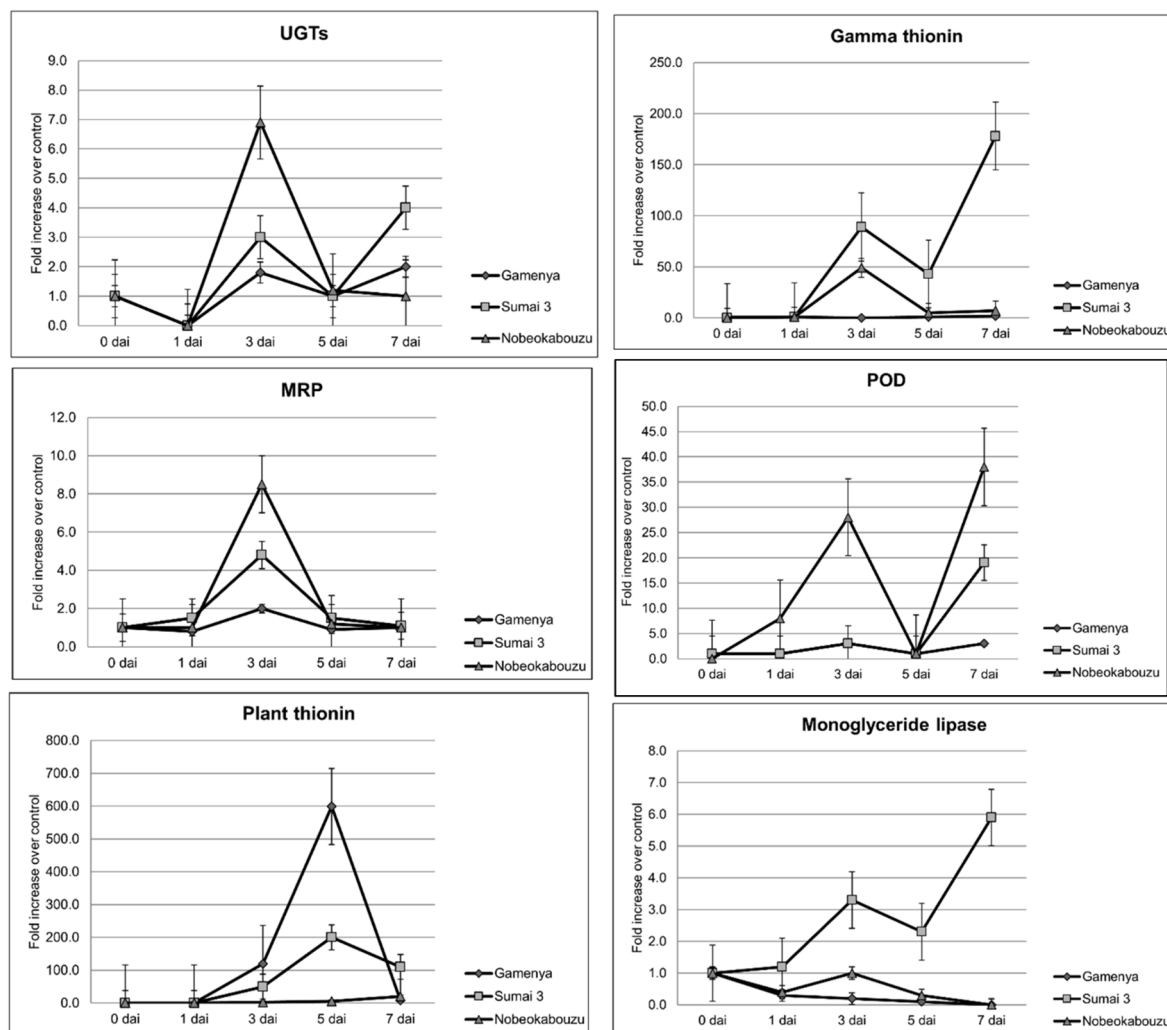 UGTs
Fold increrase over control
9.0
8.0
7.0
6.0
5.0
4.0
3.0
2.0
1.0
0.0
0 dai 1 dai 3 dai 5 dai 7 dai
Gamenya
Sumai 3
Nobeokabouzu
Gamma thionin
Fold increase over control
250.0
200.0
150.0
100.0
50.0
0.0
0 dai 1 dai 3 dai 5 dai 7 dai
Gamenya
Sumai 3
Nobeokabouzu
MRP
Fold increase over control
12.0
10.0
8.0
6.0
4.0
2.0
0.0
0 dai 1 dai 3 dai 5 dai 7 dai
Gamenya
Sumai 3
Nobeokabouzu
POD
Fold increase over control
50.0
45.0
40.0
35.0
30.0
25.0
20.0
15.0
10.0
5.0
0.0
0 dai 1 dai 3 dai 5 dai 7 dai
Gamenya
Sumai 3
Nobeokabouzu
Plant thionin
Fold increase over control
800.0
700.0
600.0
500.0
400.0
300.0
200.0
100.0
0.0
0 dai 1 dai 3 dai 5 dai 7 dai
Gamenya
Sumai 3
Nobeokabouzu
Monoglyceride lipase
Fold increase over control
8.0
7.0
6.0
5.0
4.0
3.0
2.0
1.0
0.0
0 dai 1 dai 3 dai 5 dai 7 dai
Gamenya
Sumai 3
Nobeokabouzu